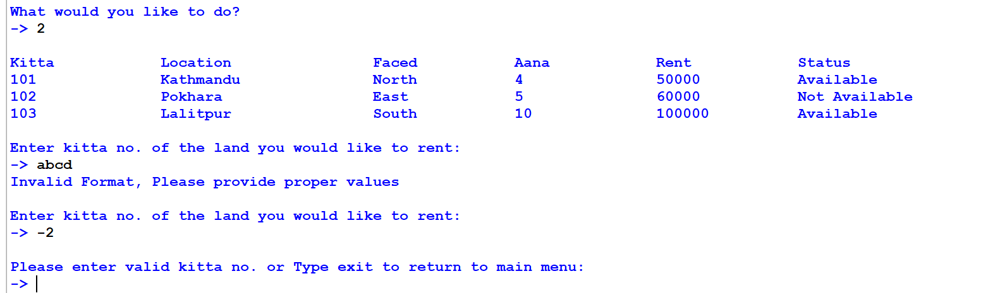 What would you like to do?
-> 2
Kitta Location Faced Aana Rent Status
101 Kathmandu North 4 50000 Available
102 Pokhara East 5 60000 Not Available
103 Lalitpur South 10 100000 Available
Enter kitta no. of the land you would like to rent:
-> abcd
Invalid Format, Please provide proper values
Enter kitta no. of the land you would like to rent:
-> -2
Please enter valid kitta no. or Type exit to return to main menu:
->